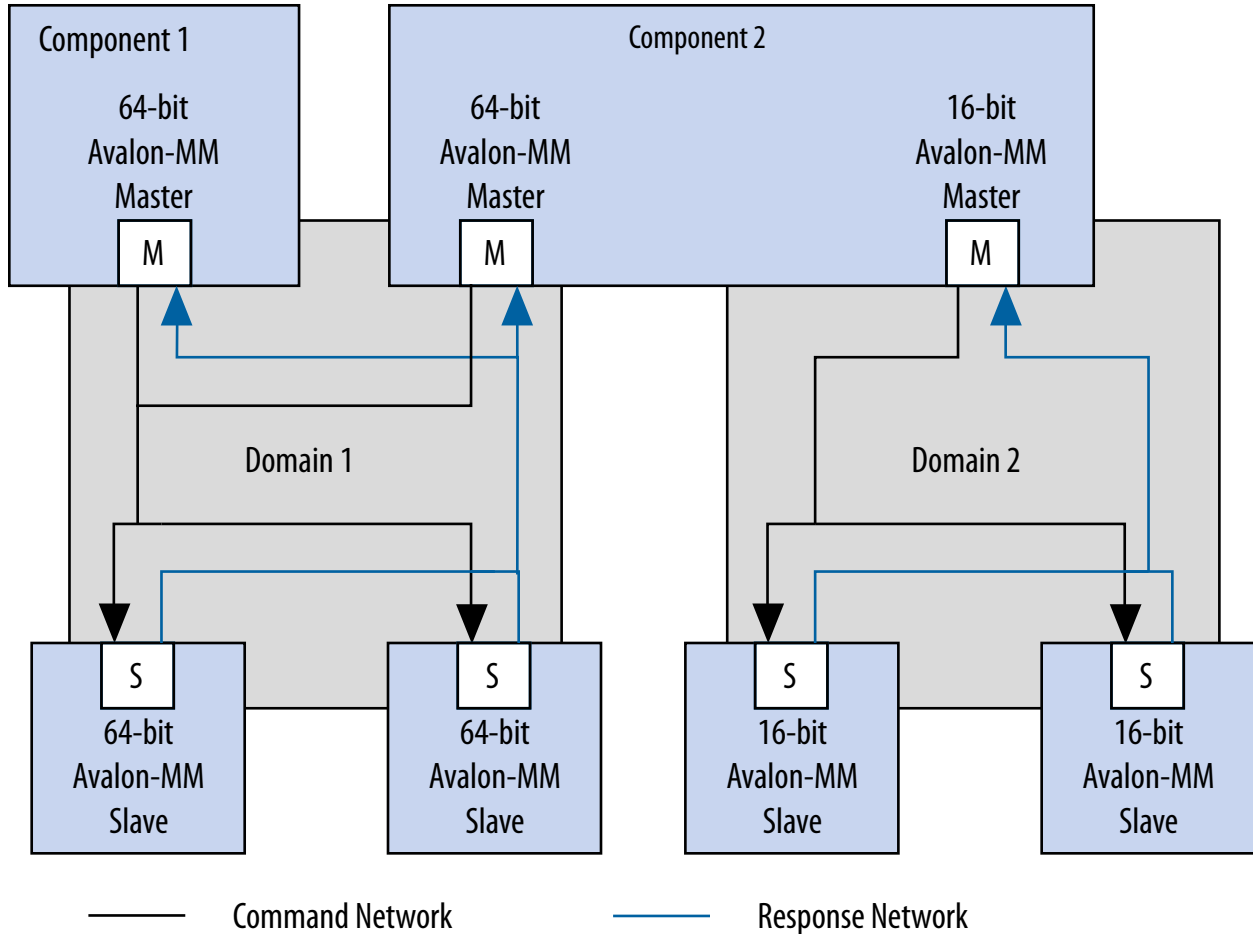 Component 1
Component 2
64-bit
Avalon-MM
Master
64-bit
Avalon-MM
Master
16-bit
Avalon-MM
Master
M
M
M
Domain 1
Domain 2
S
S
S
S
64-bit
Avalon-MM
Slave
64-bit
Avalon-MM
Slave
16-bit
Avalon-MM
Slave
16-bit
Avalon-MM
Slave
Command Network
Response Network